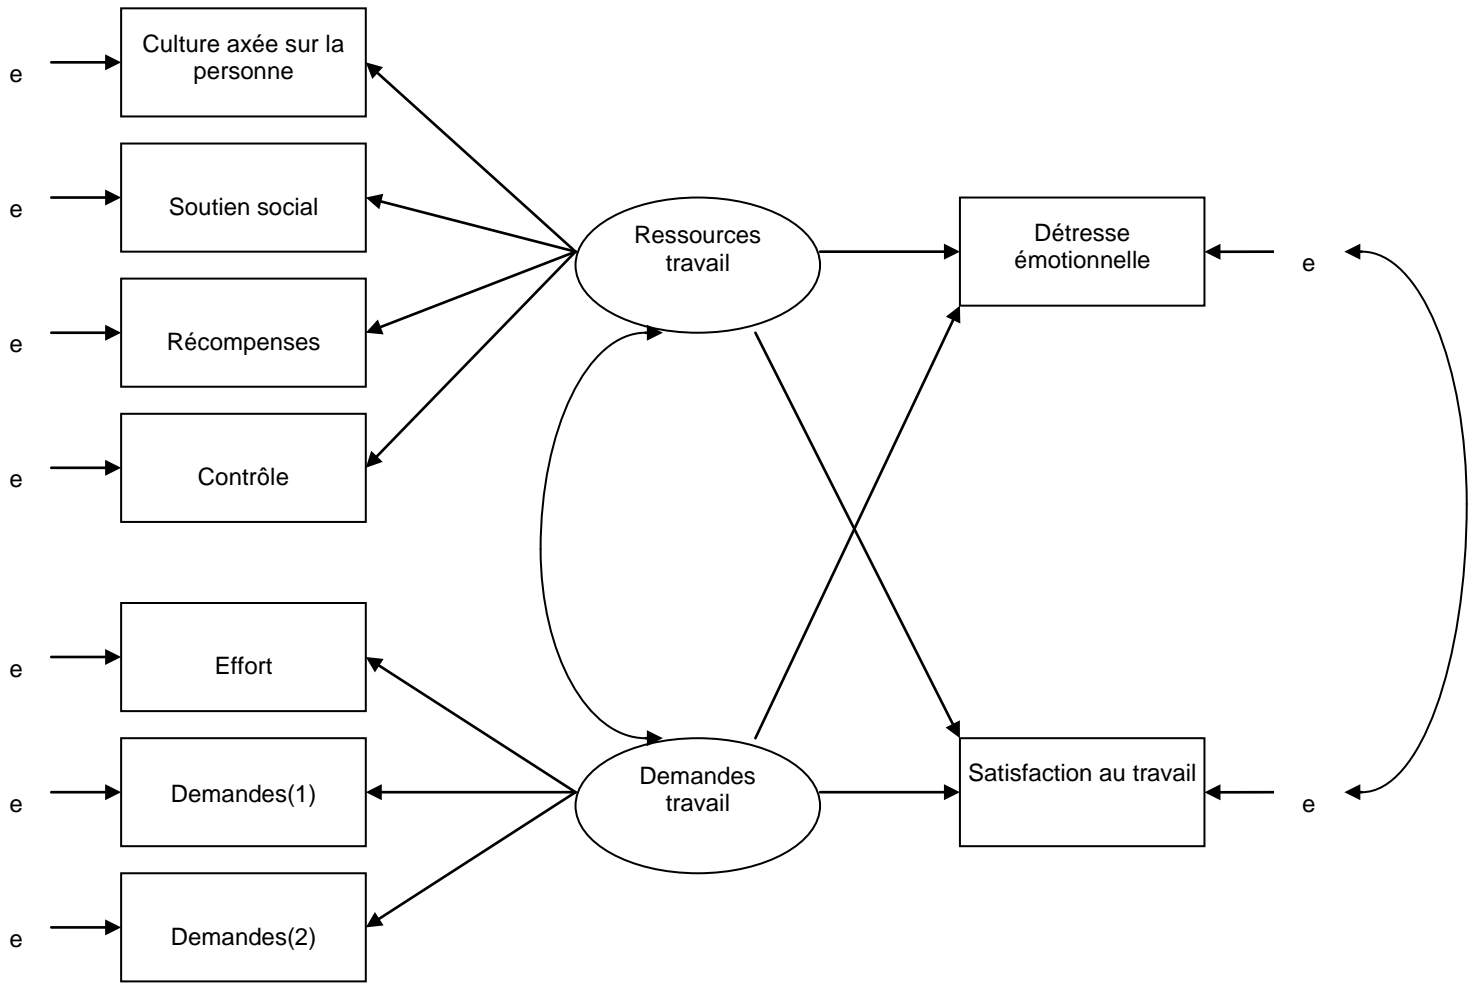 Culture axée sur la
personne
e
Soutien social
e
Récompenses
e
Contrôle
e
Effort
e
Demandes(1)
e
Demandes(2)
e
Ressources
travail
Demandes
travail
Détresse
émotionnelle
e
Satisfaction au travail
e